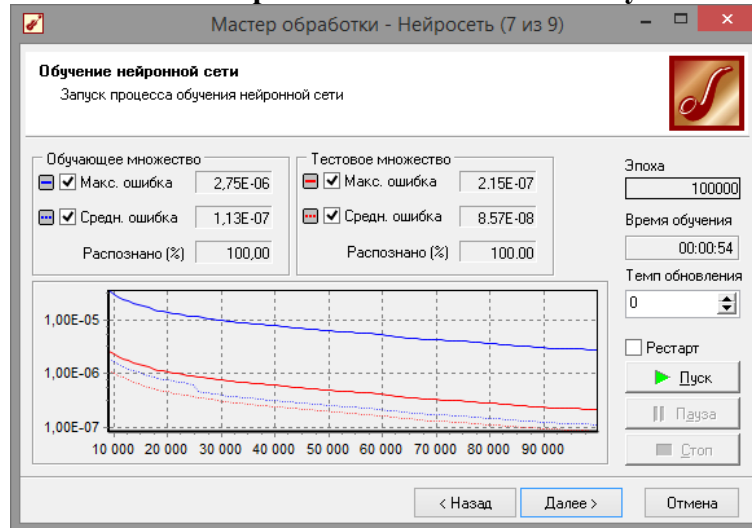 Мастер обработки - Нейросеть (7 из 9)
Обучение нейронной сети
Запуск процесса обучения нейронной сети
Обучающее множество
Макс. ошибка 2,75E-06
Средн. ошибка 1,13E-07
Распознано (%) 100,00
Тестовое множество
Макс. ошибка 2.15E-07
Средн. ошибка 8.57E-08
Распознано (%) 100.00
Эпоха
100000
Время обучения
00:00:54
Темп обновления
0
Рестарт
Пуск
Пауза
Стоп
1,00E-05
1,00E-06
1,00E-07
10 000 20 000 30 000 40 000 50 000 60 000 70 000 80 000 90 000
< Назад Далее > Отмена